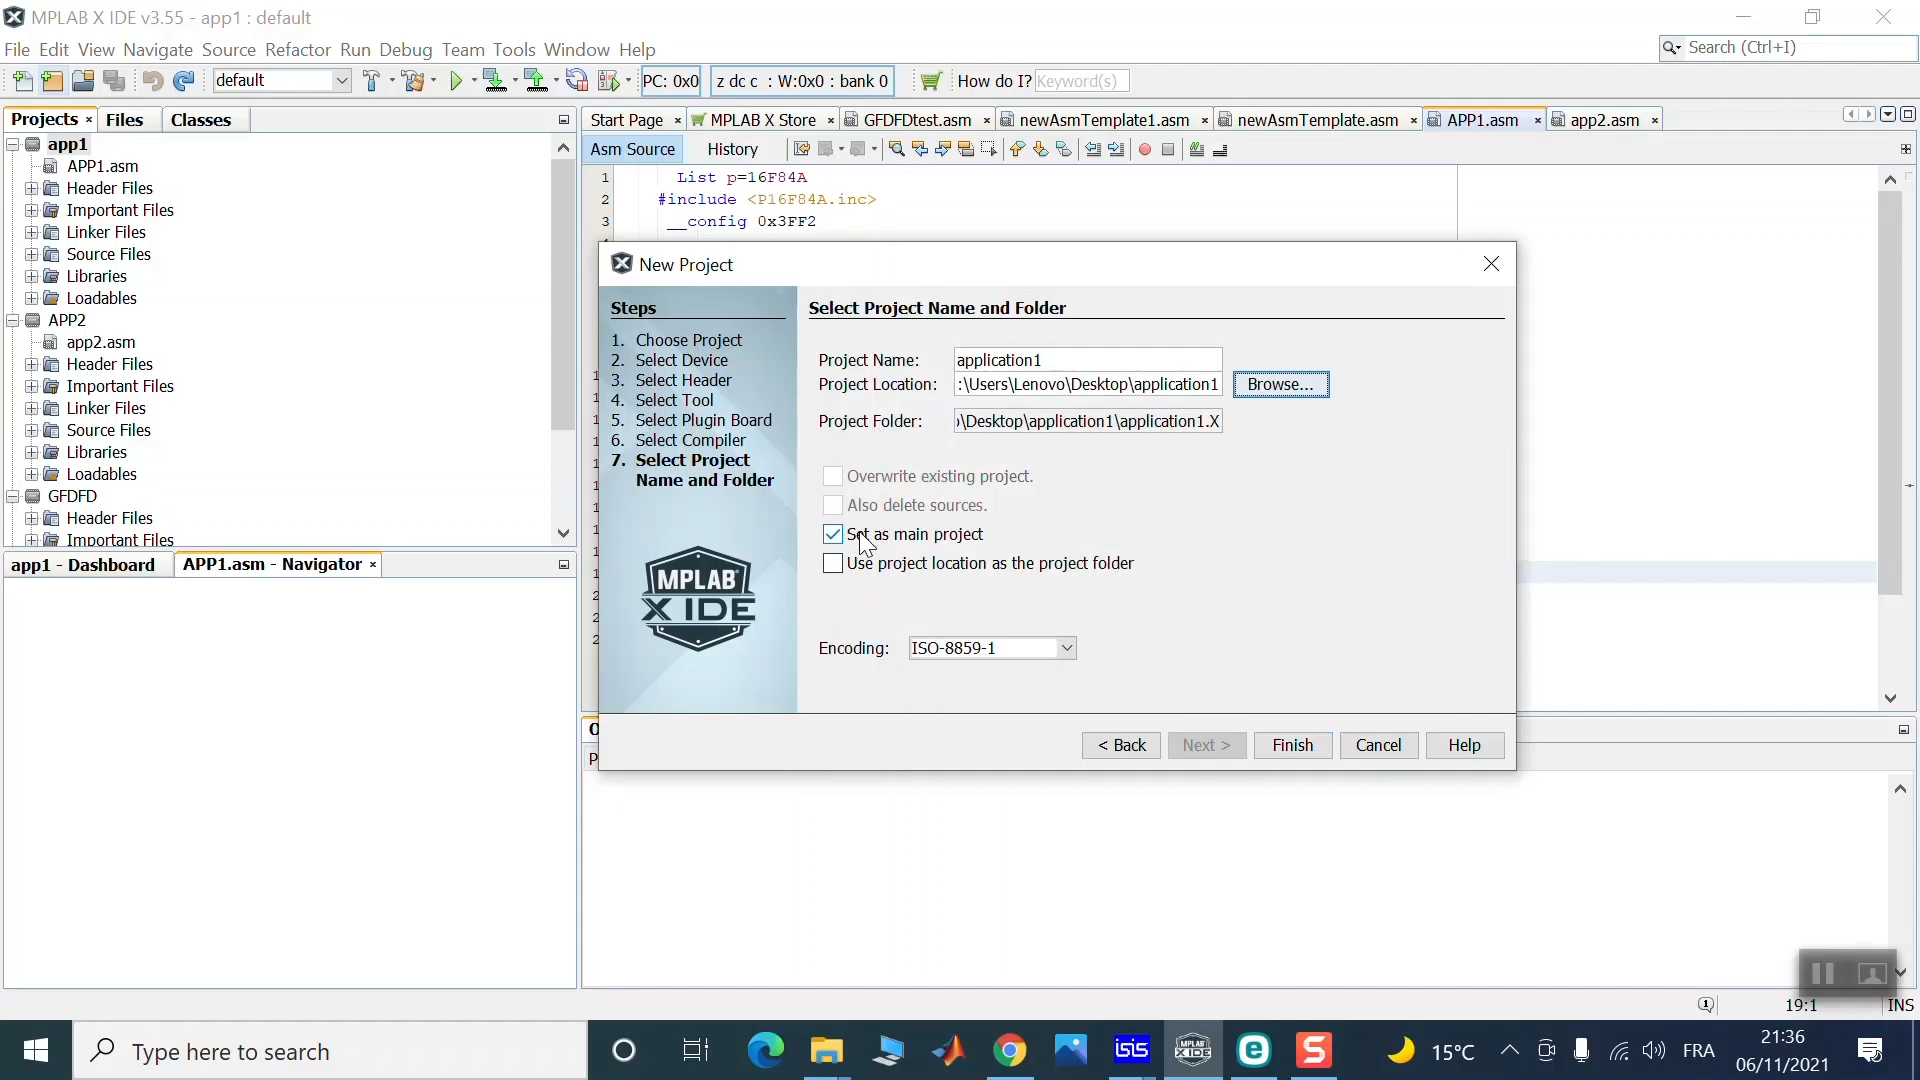 MPLAB X IDE v3.55 - app1 : default
File Edit View Navigate Source Refactor Run Debug Team Tools Window Help
Search (Ctrl+I)
default
PC: 0x0
z dc c : W:0x0 : bank 0
How do I?
Keyword(s)
Projects
Files
Classes
app1
APP1.asm
Header Files
Important Files
Linker Files
Source Files
Libraries
Loadables
APP2
app2.asm
Header Files
Important Files
Linker Files
Source Files
Libraries
Loadables
GFDFD
Header Files
Important Files
app1 - Dashboard
APP1.asm - Navigator
Start Page
MPLAB X Store
GFDFDtest.asm
newAsmTemplate1.asm
newAsmTemplate.asm
APP1.asm
app2.asm
Asm Source
History
1 List p=16F84A
2 #include <P16F84A.inc>
3 __config 0x3FF2
New Project
Steps
1. Choose Project
2. Select Device
3. Select Header
4. Select Tool
5. Select Plugin Board
6. Select Compiler
7. Select Project
Name and Folder
MPLAB
X IDE
Select Project Name and Folder
Project Name: application1
Project Location: :\Users\Lenovo\Desktop\application1 Browse...
Project Folder: \Desktop\application1\application1.X
Overwrite existing project.
Also delete sources.
Set as main project
Use project location as the project folder
Encoding: ISO-8859-1
< Back Next > Finish Cancel Help
19:1
INS
Type here to search
isis
MPLAB
X IDE
15°C
FRA
21:36
06/11/2021